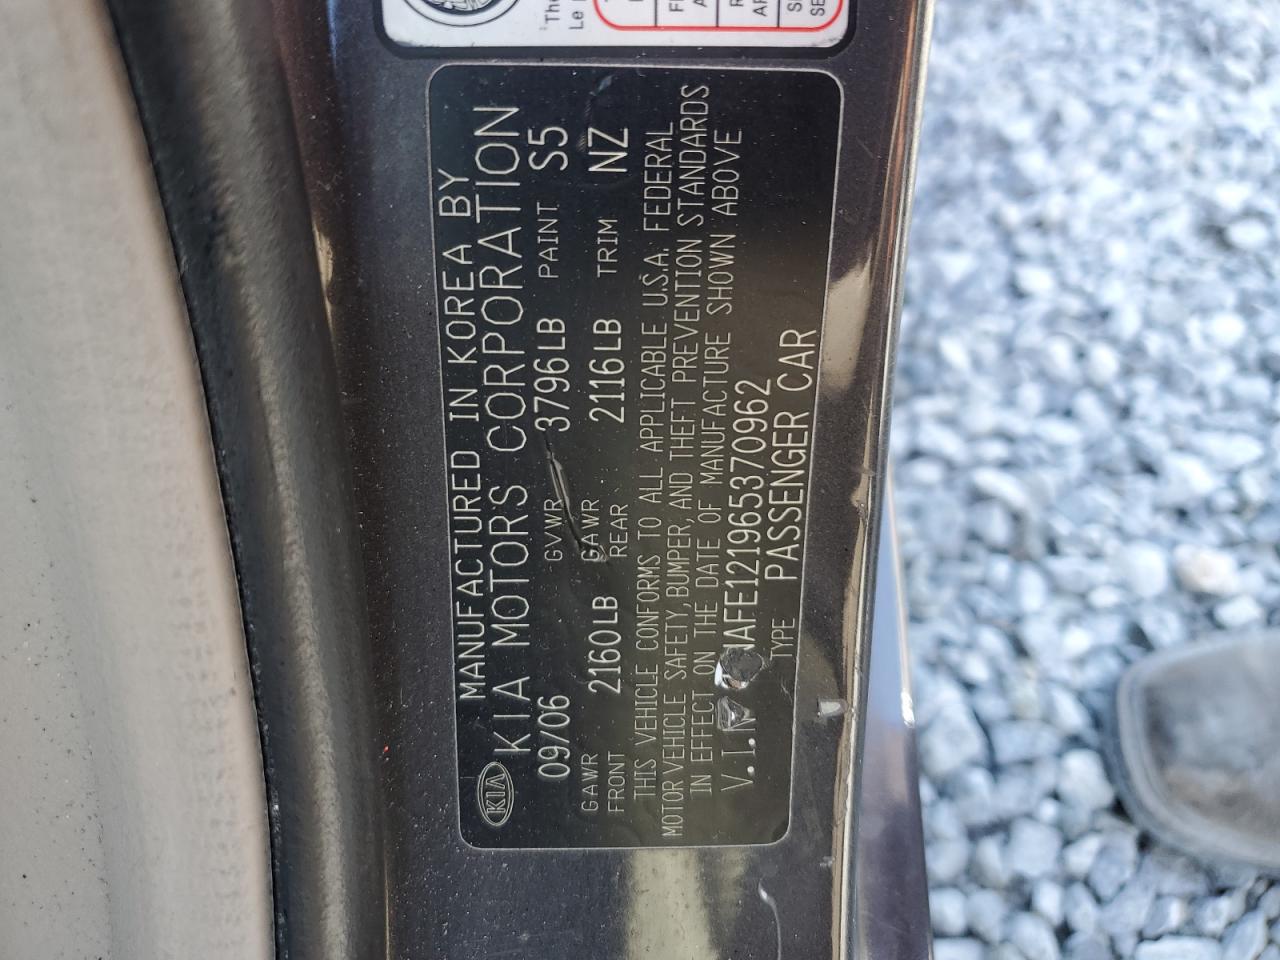 The
Le
KIA
MANUFACTURED IN KOREA BY
KIA MOTORS CORPORATION
09/06 GVWR 3796LB PAINT S5
GAWR FRONT 2160LB GAWR REAR 2116LB TRIM NZ
THIS VEHICLE CONFORMS TO ALL APPLICABLE U.S.A. FEDERAL
MOTOR VEHICLE SAFETY, BUMPER, AND THEFT PREVENTION STANDARDS
IN EFFECT ON THE DATE OF MANUFACTURE SHOWN ABOVE
V.I.N NAFE121965370962
TYPE PASSENGER CAR